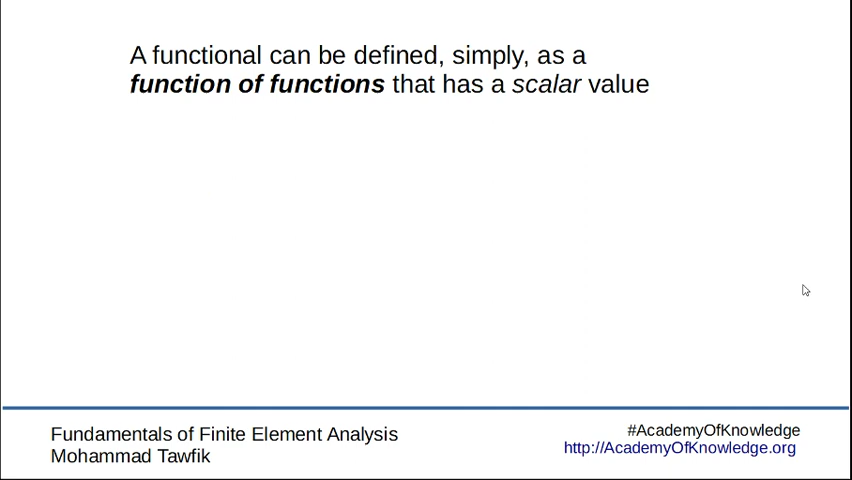 A functional can be defined, simply, as a
function of functions that has a scalar value
Fundamentals of Finite Element Analysis
Mohammad Tawfik
#AcademyOfKnowledge
http://AcademyOfKnowledge.org